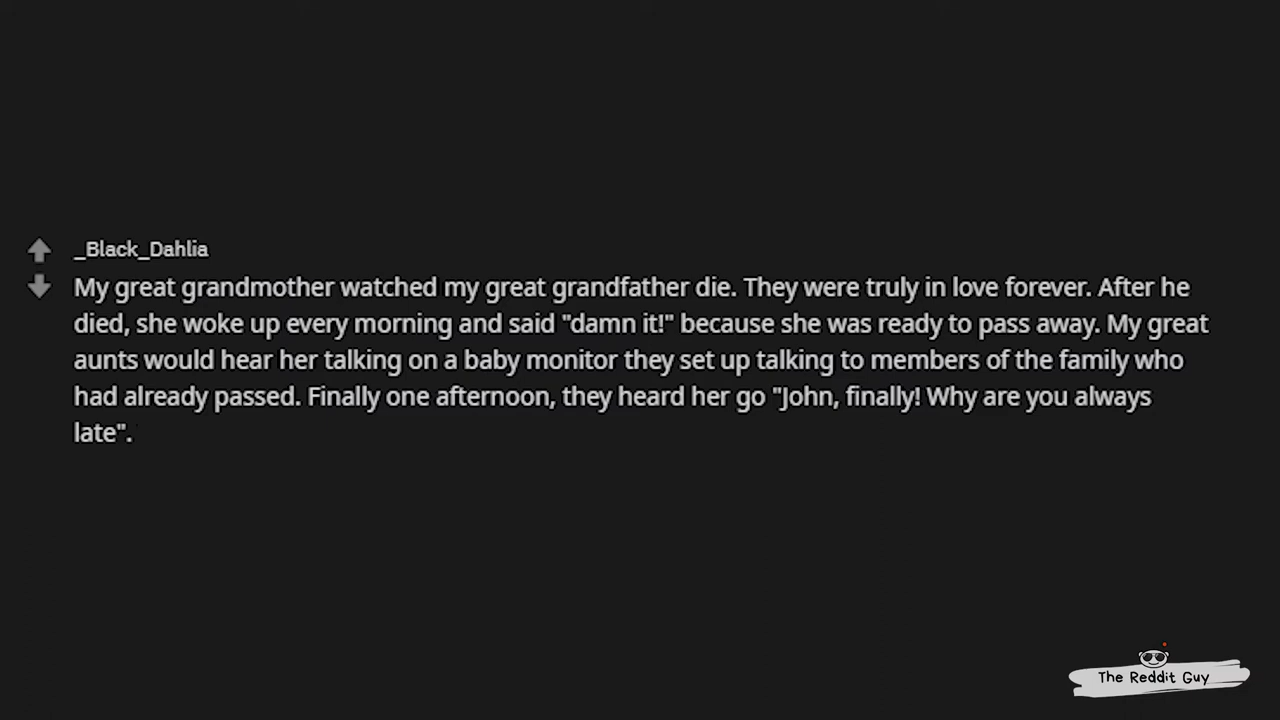 _Black_Dahlia
My great grandmother watched my great grandfather die. They were truly in love forever. After he
died, she woke up every morning and said "damn it!" because she was ready to pass away. My great
aunts would hear her talking on a baby monitor they set up talking to members of the family who
had already passed. Finally one afternoon, they heard her go "John, finally! Why are you always
late".
The Reddit Guy